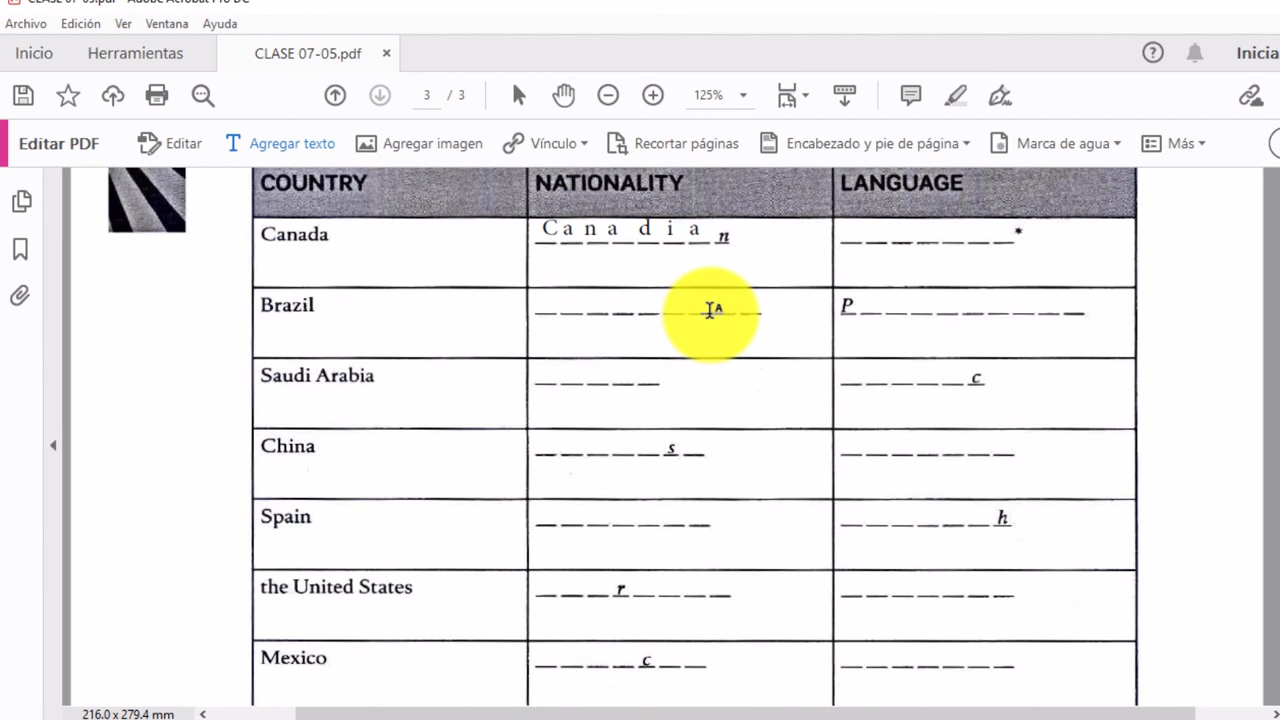 Archivo Edición Ver Ventana Ayuda
Inicio Herramientas CLASE 07-05.pdf ×
3 / 3 125%
Editar PDF Editar Agregar texto Agregar imagen Vínculo Recortar páginas Encabezado y pie de página Marca de agua Más
COUNTRY NATIONALITY LANGUAGE
Canada C a n a d i a n _ _ _ _ _ _ _ *
Brazil _ _ _ _ _ _ _ _ _ P _ _ _ _ _ _ _ _ _
Saudi Arabia _ _ _ _ _ _ _ _ _ _ c
China _ _ _ _ _ s _ _ _ _ _ _ _ _
Spain _ _ _ _ _ _ _ _ _ _ _ _ _ h
the United States _ _ _ r _ _ _ _ _ _ _ _ _ _ _
Mexico _ _ _ _ c _ _ _ _ _ _ _ _ _
216.0 x 279.4 mm